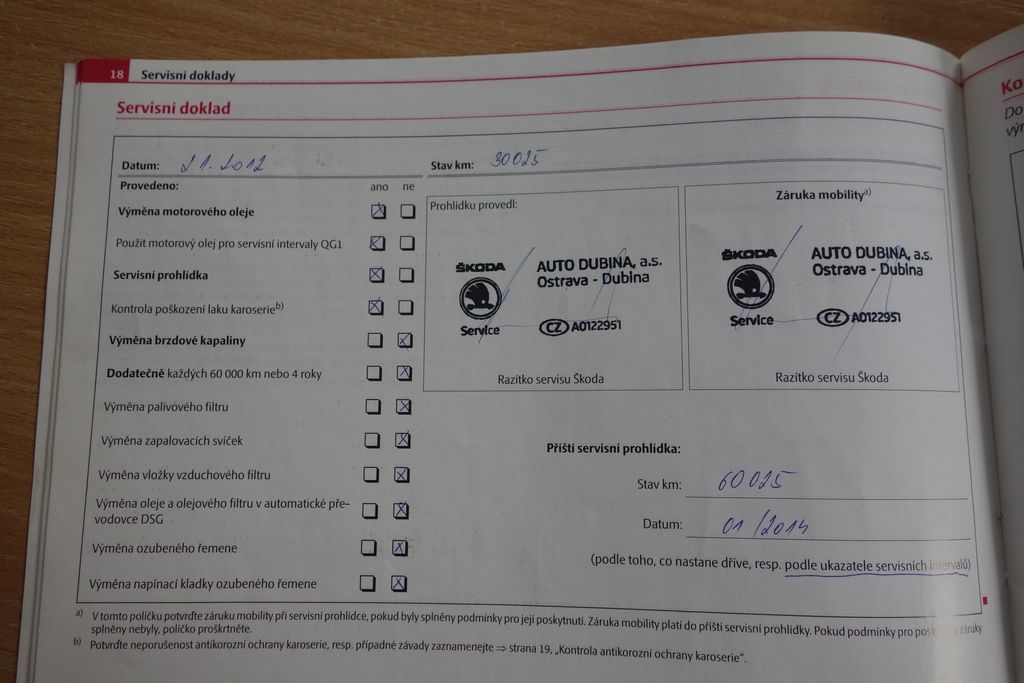 18 Servisní doklady
Servisní doklad
Datum: 21. 2012
Stav km: 30025
Provedeno: ano ne
Výměna motorového oleje
Použit motorový olej pro servisní intervaly QG1
Servisní prohlídka
Kontrola poškození laku karoserie b)
Výměna brzdové kapaliny
Dodatečně každých 60 000 km nebo 4 roky
Výměna palivového filtru
Výměna zapalovacích svíček
Výměna vložky vzduchového filtru
Výměna oleje a olejového filtru v automatické pře-
vodovce DSG
Výměna ozubeného řemene
Výměna napínací kladky ozubeného řemene
Prohlídku provedl:
ŠKODA AUTO DUBINA, a.s.
Ostrava - Dubina
Service CZ A0122951
Razítko servisu Škoda
Záruka mobility a)
ŠKODA AUTO DUBINA, a.s.
Ostrava - Dubina
Service CZ A0122951
Razítko servisu Škoda
Příští servisní prohlídka:
Stav km: 60025
Datum: 01/2014
(podle toho, co nastane dříve, resp. podle ukazatele servisních intervalů)
a) V tomto políčku potvrďte záruku mobility při servisní prohlídce, pokud byly splněny podmínky pro její poskytnutí. Záruka mobility platí do příští servisní prohlídky. Pokud podmínky pro záruky
splněny nebyly, políčko proškrtněte.
b) Potvrďte neporušenost antikorozní ochrany karoserie, resp. případné závady zaznamenejte ⇒ strana 19, „Kontrola antikorozní ochrany karoserie“.
Ko
Do
výr